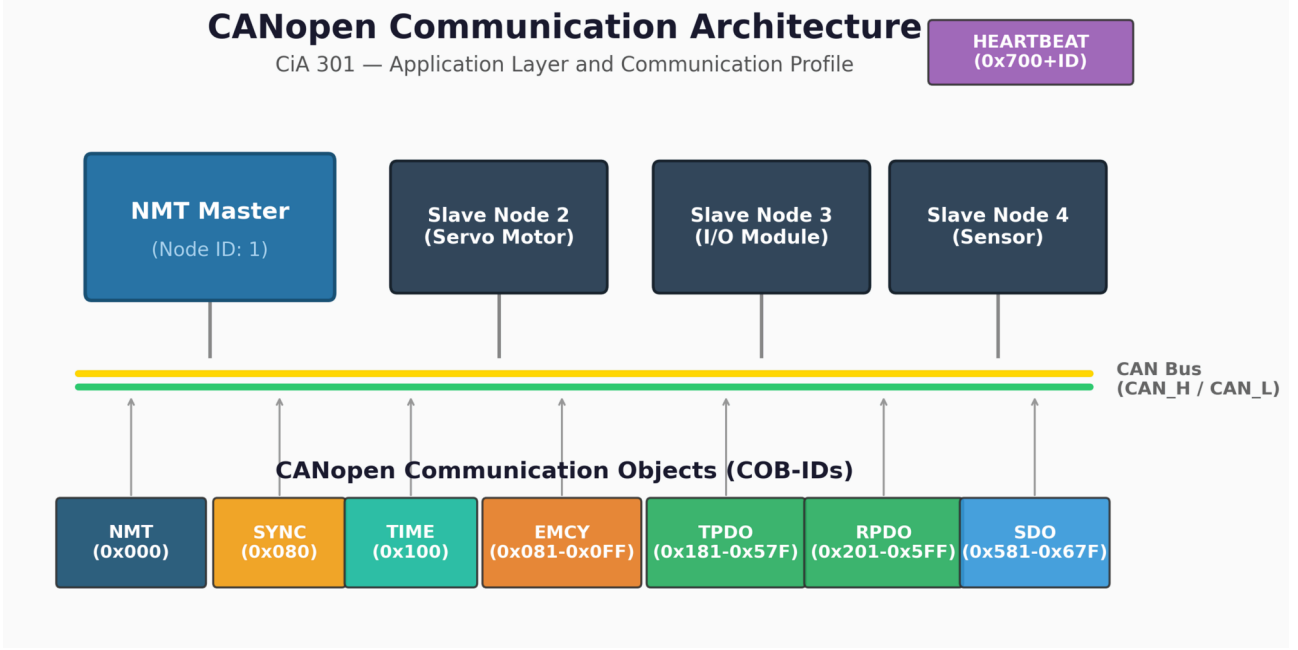 CANopen Communication Architecture
CiA 301 — Application Layer and Communication Profile
HEARTBEAT
(0x700+ID)
NMT Master
(Node ID: 1)
Slave Node 2
(Servo Motor)
Slave Node 3
(I/O Module)
Slave Node 4
(Sensor)
CAN Bus
(CAN_H / CAN_L)
CANopen Communication Objects (COB-IDs)
NMT
(0x000)
SYNC
(0x080)
TIME
(0x100)
EMCY
(0x081-0x0FF)
TPDO
(0x181-0x57F)
RPDO
(0x201-0x5FF)
SDO
(0x581-0x67F)